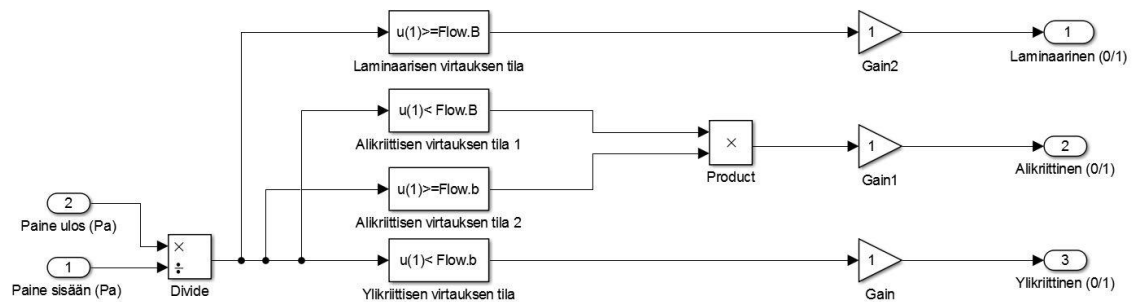 u(1)>=Flow.B
Laminaarisen virtauksen tila
1
Gain2
1
Laminaarinen (0/1)
u(1)< Flow.B
Alikriittisen virtauksen tila 1
×
Product
1
Gain1
2
Alikriittinen (0/1)
u(1)>=Flow.b
Alikriittisen virtauksen tila 2
2
Paine ulos (Pa)
1
Paine sisään (Pa)
×
÷
Divide
u(1)< Flow.b
Ylikriittisen virtauksen tila
1
Gain
3
Ylikriittinen (0/1)